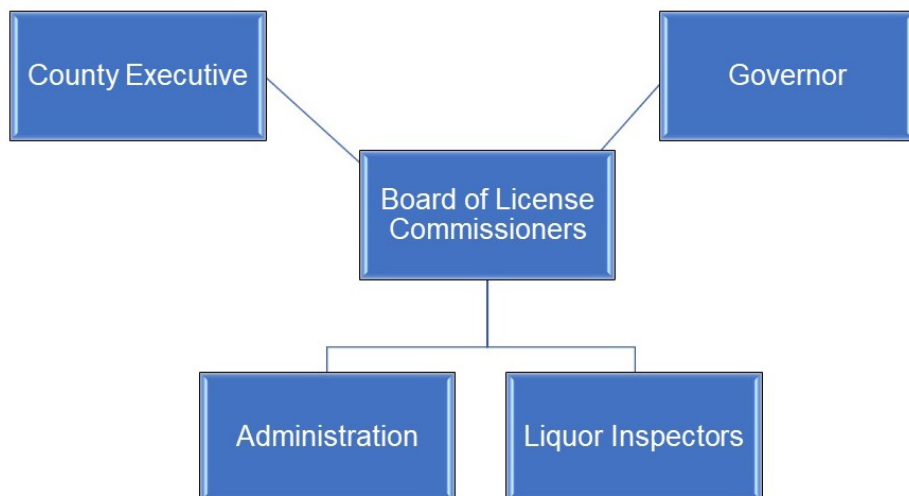 County Executive
Governor
Board of License
Commissioners
Administration
Liquor Inspectors